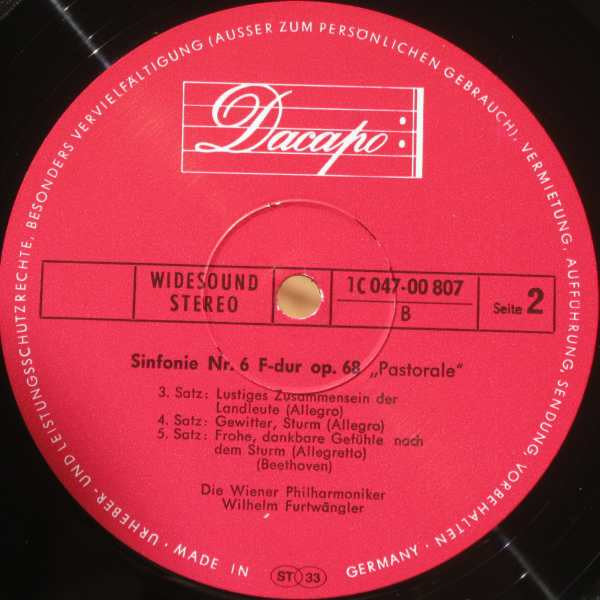 URHEBER- UND LEISTUNGSSCHUTZRECHTE, BESONDERS VERVIELFÄLTIGUNG (AUSSER ZUM PERSÖNLICHEN GEBRAUCH), VERMIETUNG, AUFFÜHRUNG, SENDUNG, VORBEHALTEN · MADE IN GERMANY ·
Dacapo
WIDESOUND
STEREO
1C 047-00 807
B
Seite 2
Sinfonie Nr. 6 F-dur op. 68 „Pastorale“
3. Satz: Lustiges Zusammensein der
Landleute (Allegro)
4. Satz: Gewitter, Sturm (Allegro)
5. Satz: Frohe, dankbare Gefühle nach
dem Sturm (Allegretto)
(Beethoven)
Die Wiener Philharmoniker
Wilhelm Furtwängler
ST 33